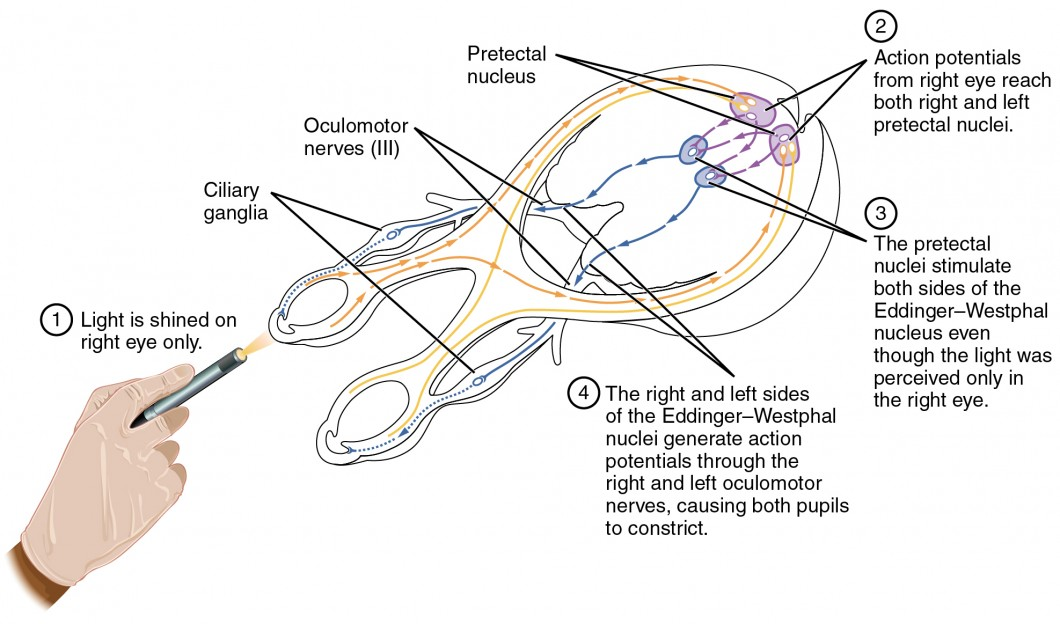 Pretectal
nucleus
Oculomotor
nerves (III)
Ciliary
ganglia
1 Light is shined on
right eye only.
2
Action potentials
from right eye reach
both right and left
pretectal nuclei.
3
The pretectal
nuclei stimulate
both sides of the
Eddinger–Westphal
nucleus even
though the light was
perceived only in
the right eye.
4 The right and left sides
of the Eddinger–Westphal
nuclei generate action
potentials through the
right and left oculomotor
nerves, causing both pupils
to constrict.